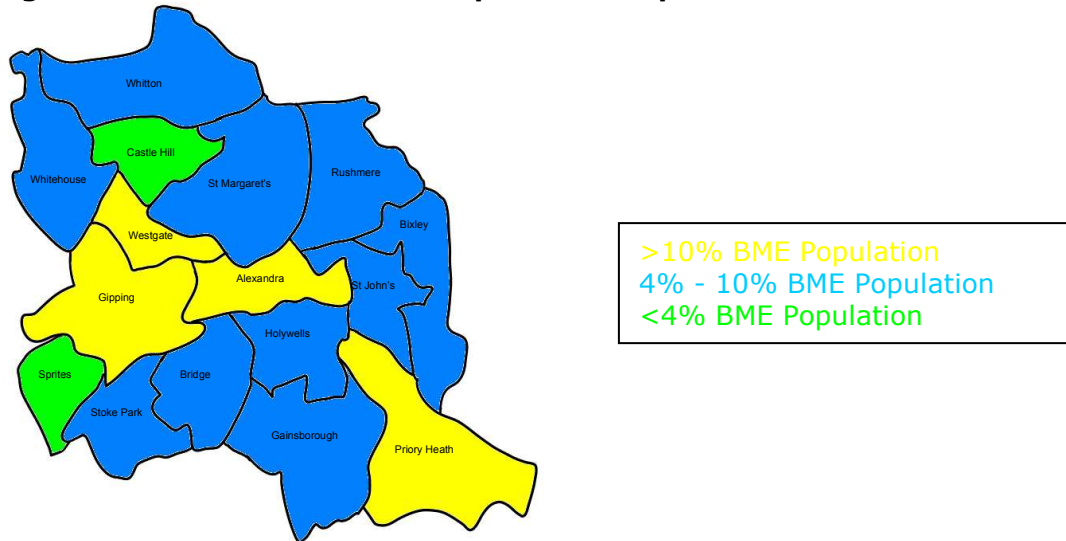 Whitton
Castle Hill
Whitehouse
St Margaret's
Rushmere
Bixley
Westgate
Alexandra
St John's
Gipping
Holywells
Sprites
Bridge
Stoke Park
Gainsborough
Priory Heath
>10% BME Population
4% - 10% BME Population
<4% BME Population